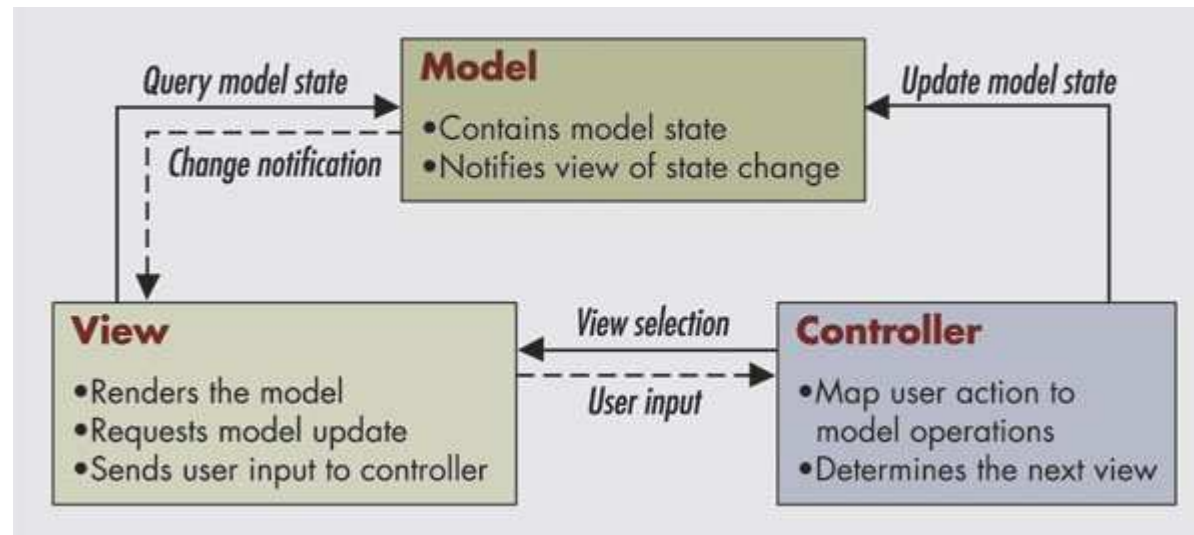 Model
•Contains model state
•Notifies view of state change
Query model state
Change notification
Update model state
View
•Renders the model
•Requests model update
•Sends user input to controller
View selection
User input
Controller
•Map user action to
model operations
•Determines the next view